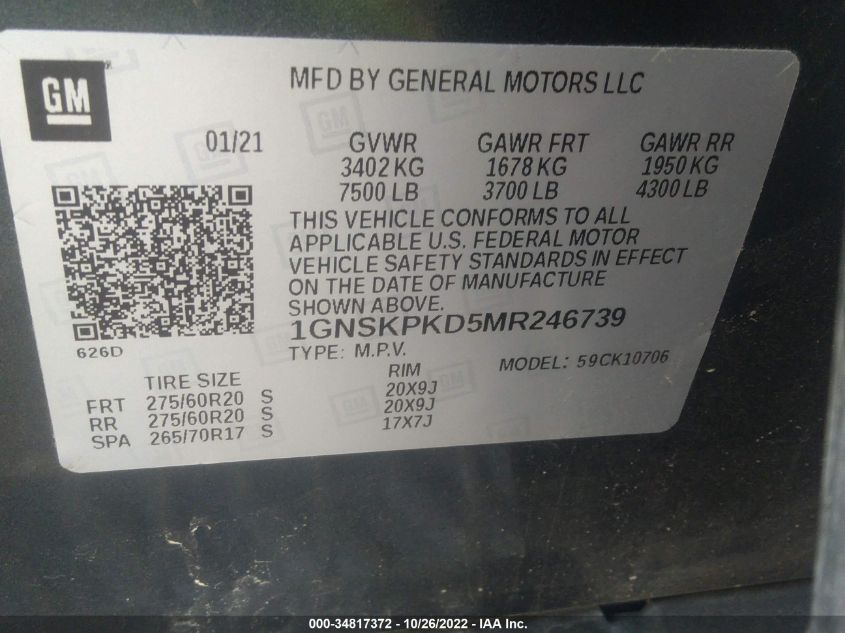 GM
MFD BY GENERAL MOTORS LLC
01/21 GVWR GAWR FRT GAWR RR
3402 KG 1678 KG 1950 KG
7500 LB 3700 LB 4300 LB
THIS VEHICLE CONFORMS TO ALL
APPLICABLE U.S. FEDERAL MOTOR
VEHICLE SAFETY STANDARDS IN EFFECT
ON THE DATE OF MANUFACTURE
SHOWN ABOVE.
1GNSKPKD5MR246739
626D
TYPE: M.P.V. MODEL: 59CK10706
TIRE SIZE RIM
FRT 275/60R20 S 20X9J
RR 275/60R20 S 20X9J
SPA 265/70R17 S 17X7J
000-34817372 - 10/26/2022 - IAA Inc.